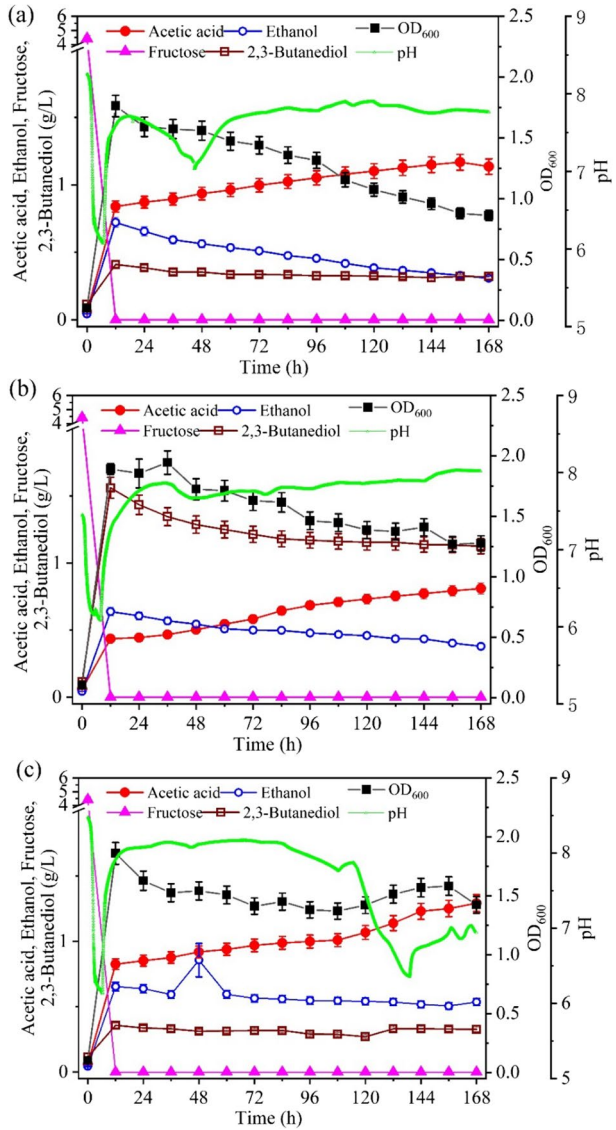 (a)
Acetic acid
Ethanol
OD600
Fructose
2,3-Butanediol
pH
Acetic acid, Ethanol, Fructose,
2,3-Butanediol (g/L)
6
5
4
1
0
0 24 48 72 96 120 144 168
Time (h)
2.5
2.0
1.5
1.0
0.5
0.0
OD600
9
8
7
6
5
pH
(b)
Acetic acid
Ethanol
OD600
Fructose
2,3-Butanediol
pH
Acetic acid, Ethanol, Fructose,
2,3-Butanediol (g/L)
6
5
4
1
0
0 24 48 72 96 120 144 168
Time (h)
2.5
2.0
1.5
1.0
0.5
0.0
OD600
9
8
7
6
5
pH
(c)
Acetic acid
Ethanol
OD600
Fructose
2,3-Butanediol
pH
Acetic acid, Ethanol, Fructose,
2,3-Butanediol (g/L)
6
5
4
1
0
0 24 48 72 96 120 144 168
Time (h)
2.5
2.0
1.5
1.0
0.5
0.0
OD600
9
8
7
6
5
pH